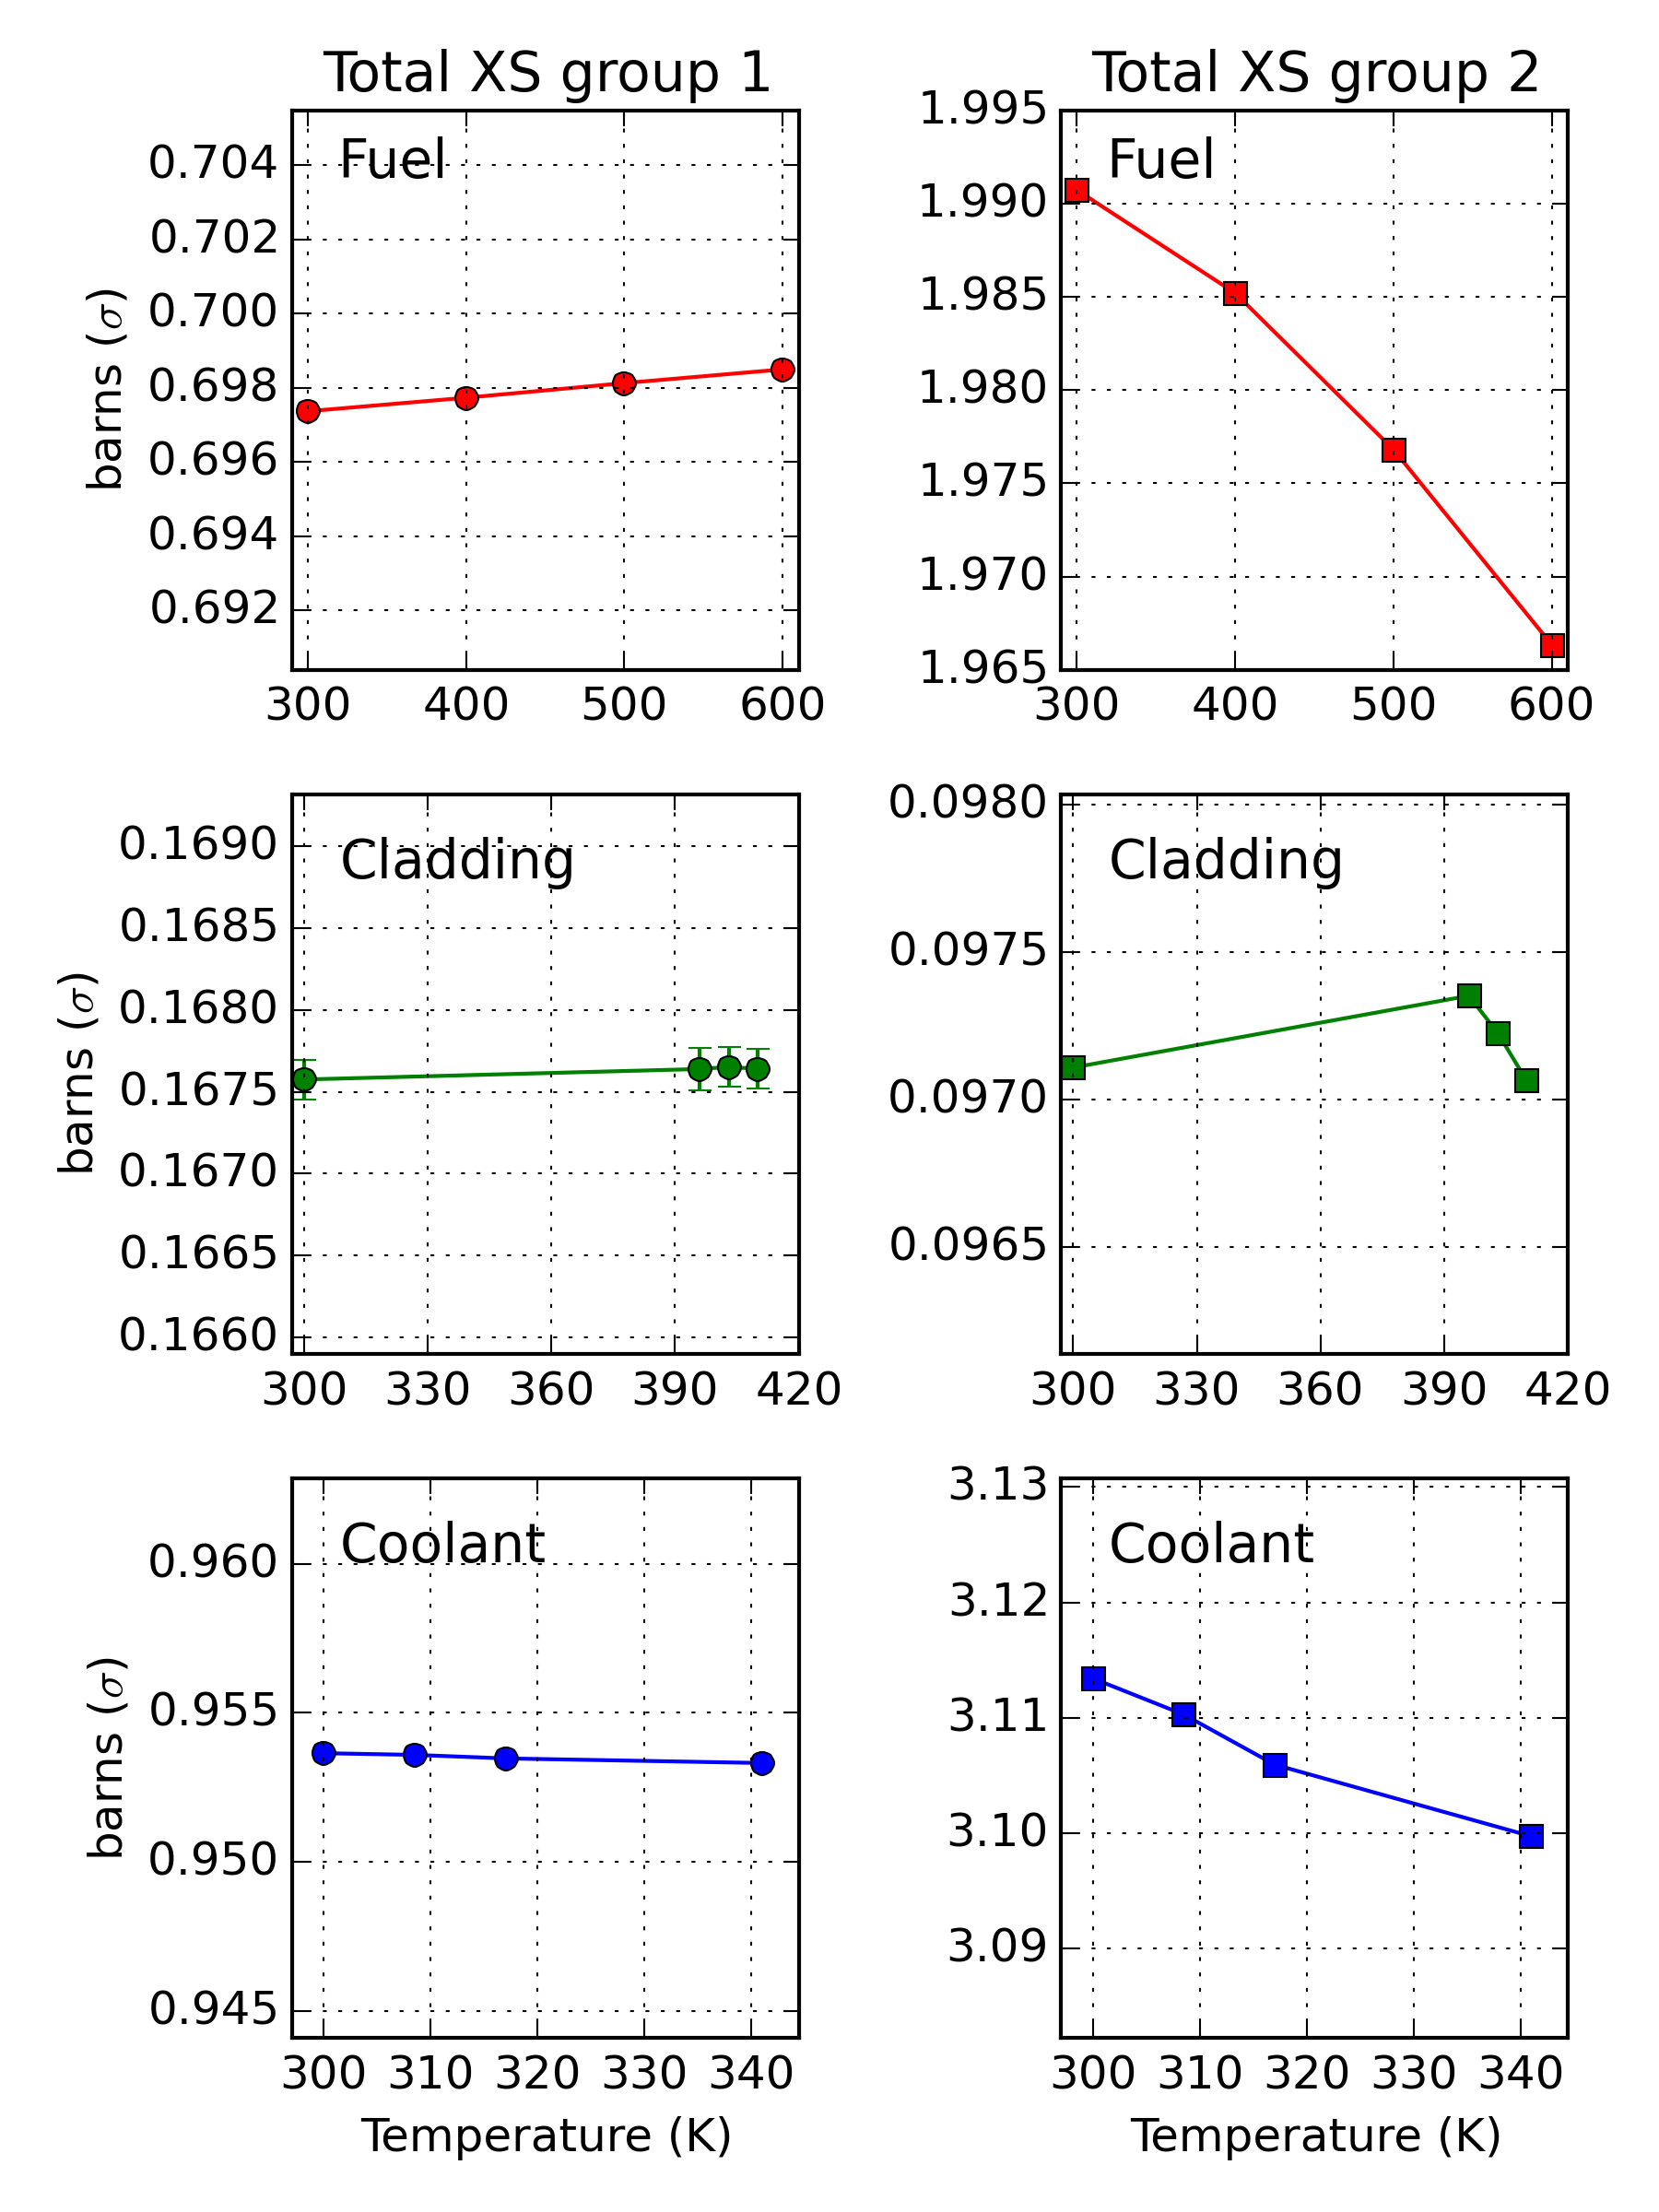 Total XS group 1
Total XS group 2
Fuel
0.704
0.702
0.700
0.698
0.696
0.694
0.692
barns (σ)
300 400 500 600
Fuel
1.995
1.990
1.985
1.980
1.975
1.970
1.965
300 400 500 600
Cladding
0.1690
0.1685
0.1680
0.1675
0.1670
0.1665
0.1660
barns (σ)
300 330 360 390 420
Cladding
0.0980
0.0975
0.0970
0.0965
300 330 360 390 420
Coolant
0.960
0.955
0.950
0.945
barns (σ)
300 310 320 330 340
Temperature (K)
Coolant
3.13
3.12
3.11
3.10
3.09
300 310 320 330 340
Temperature (K)